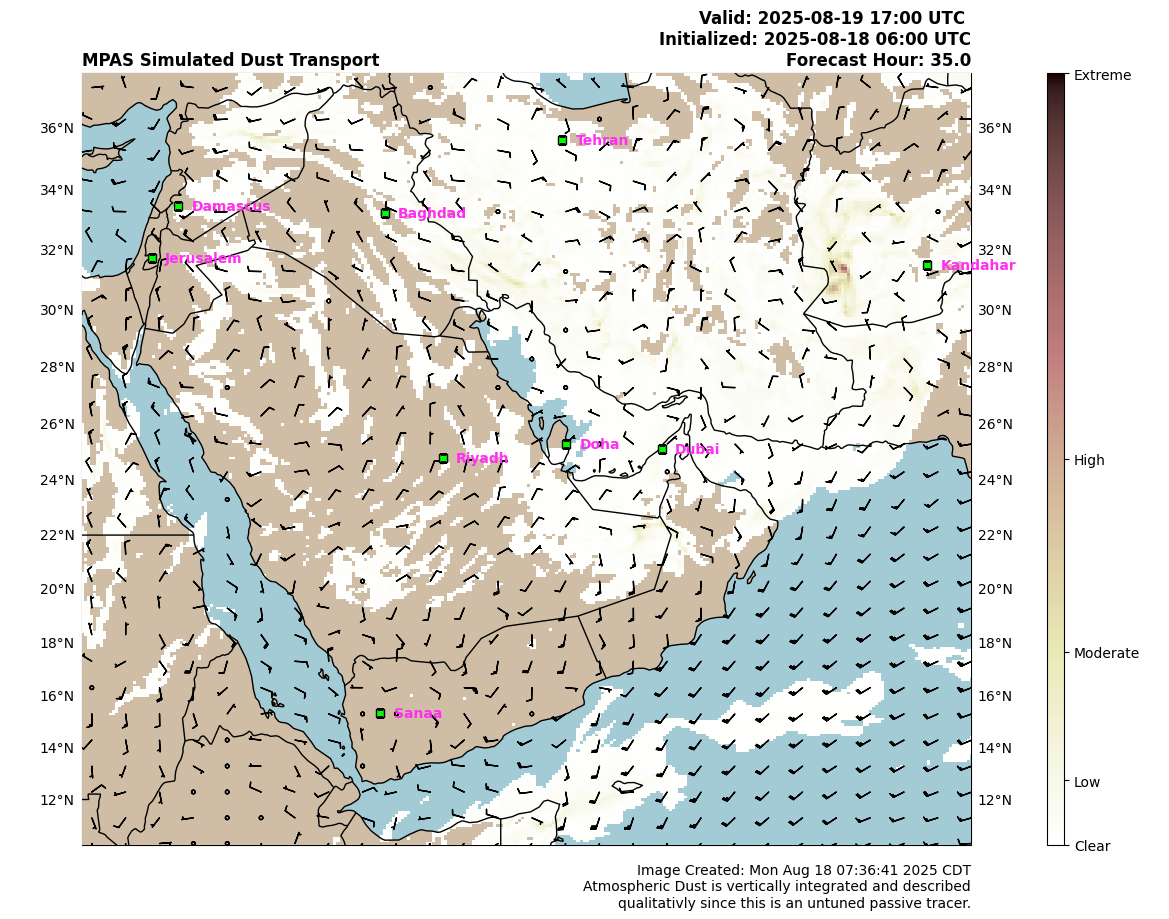 Valid: 2025-08-19 17:00 UTC
Initialized: 2025-08-18 06:00 UTC
MPAS Simulated Dust Transport
Forecast Hour: 35.0
Extreme
36°N
Tehran
36°N
34°N
34°N
Damascus
Baghdad
32°N
32°N
Jerusalem
Kandahar
30°N
30°N
28°N
28°N
26°N
26°N
Doha
Dubai
Riyadh
High
24°N
24°N
22°N
22°N
20°N
20°N
18°N
18°N
Moderate
16°N
16°N
Sanaa
14°N
14°N
12°N
12°N
Low
Clear
Image Created: Mon Aug 18 07:36:41 2025 CDT
Atmospheric Dust is vertically integrated and described
qualitativly since this is an untuned passive tracer.